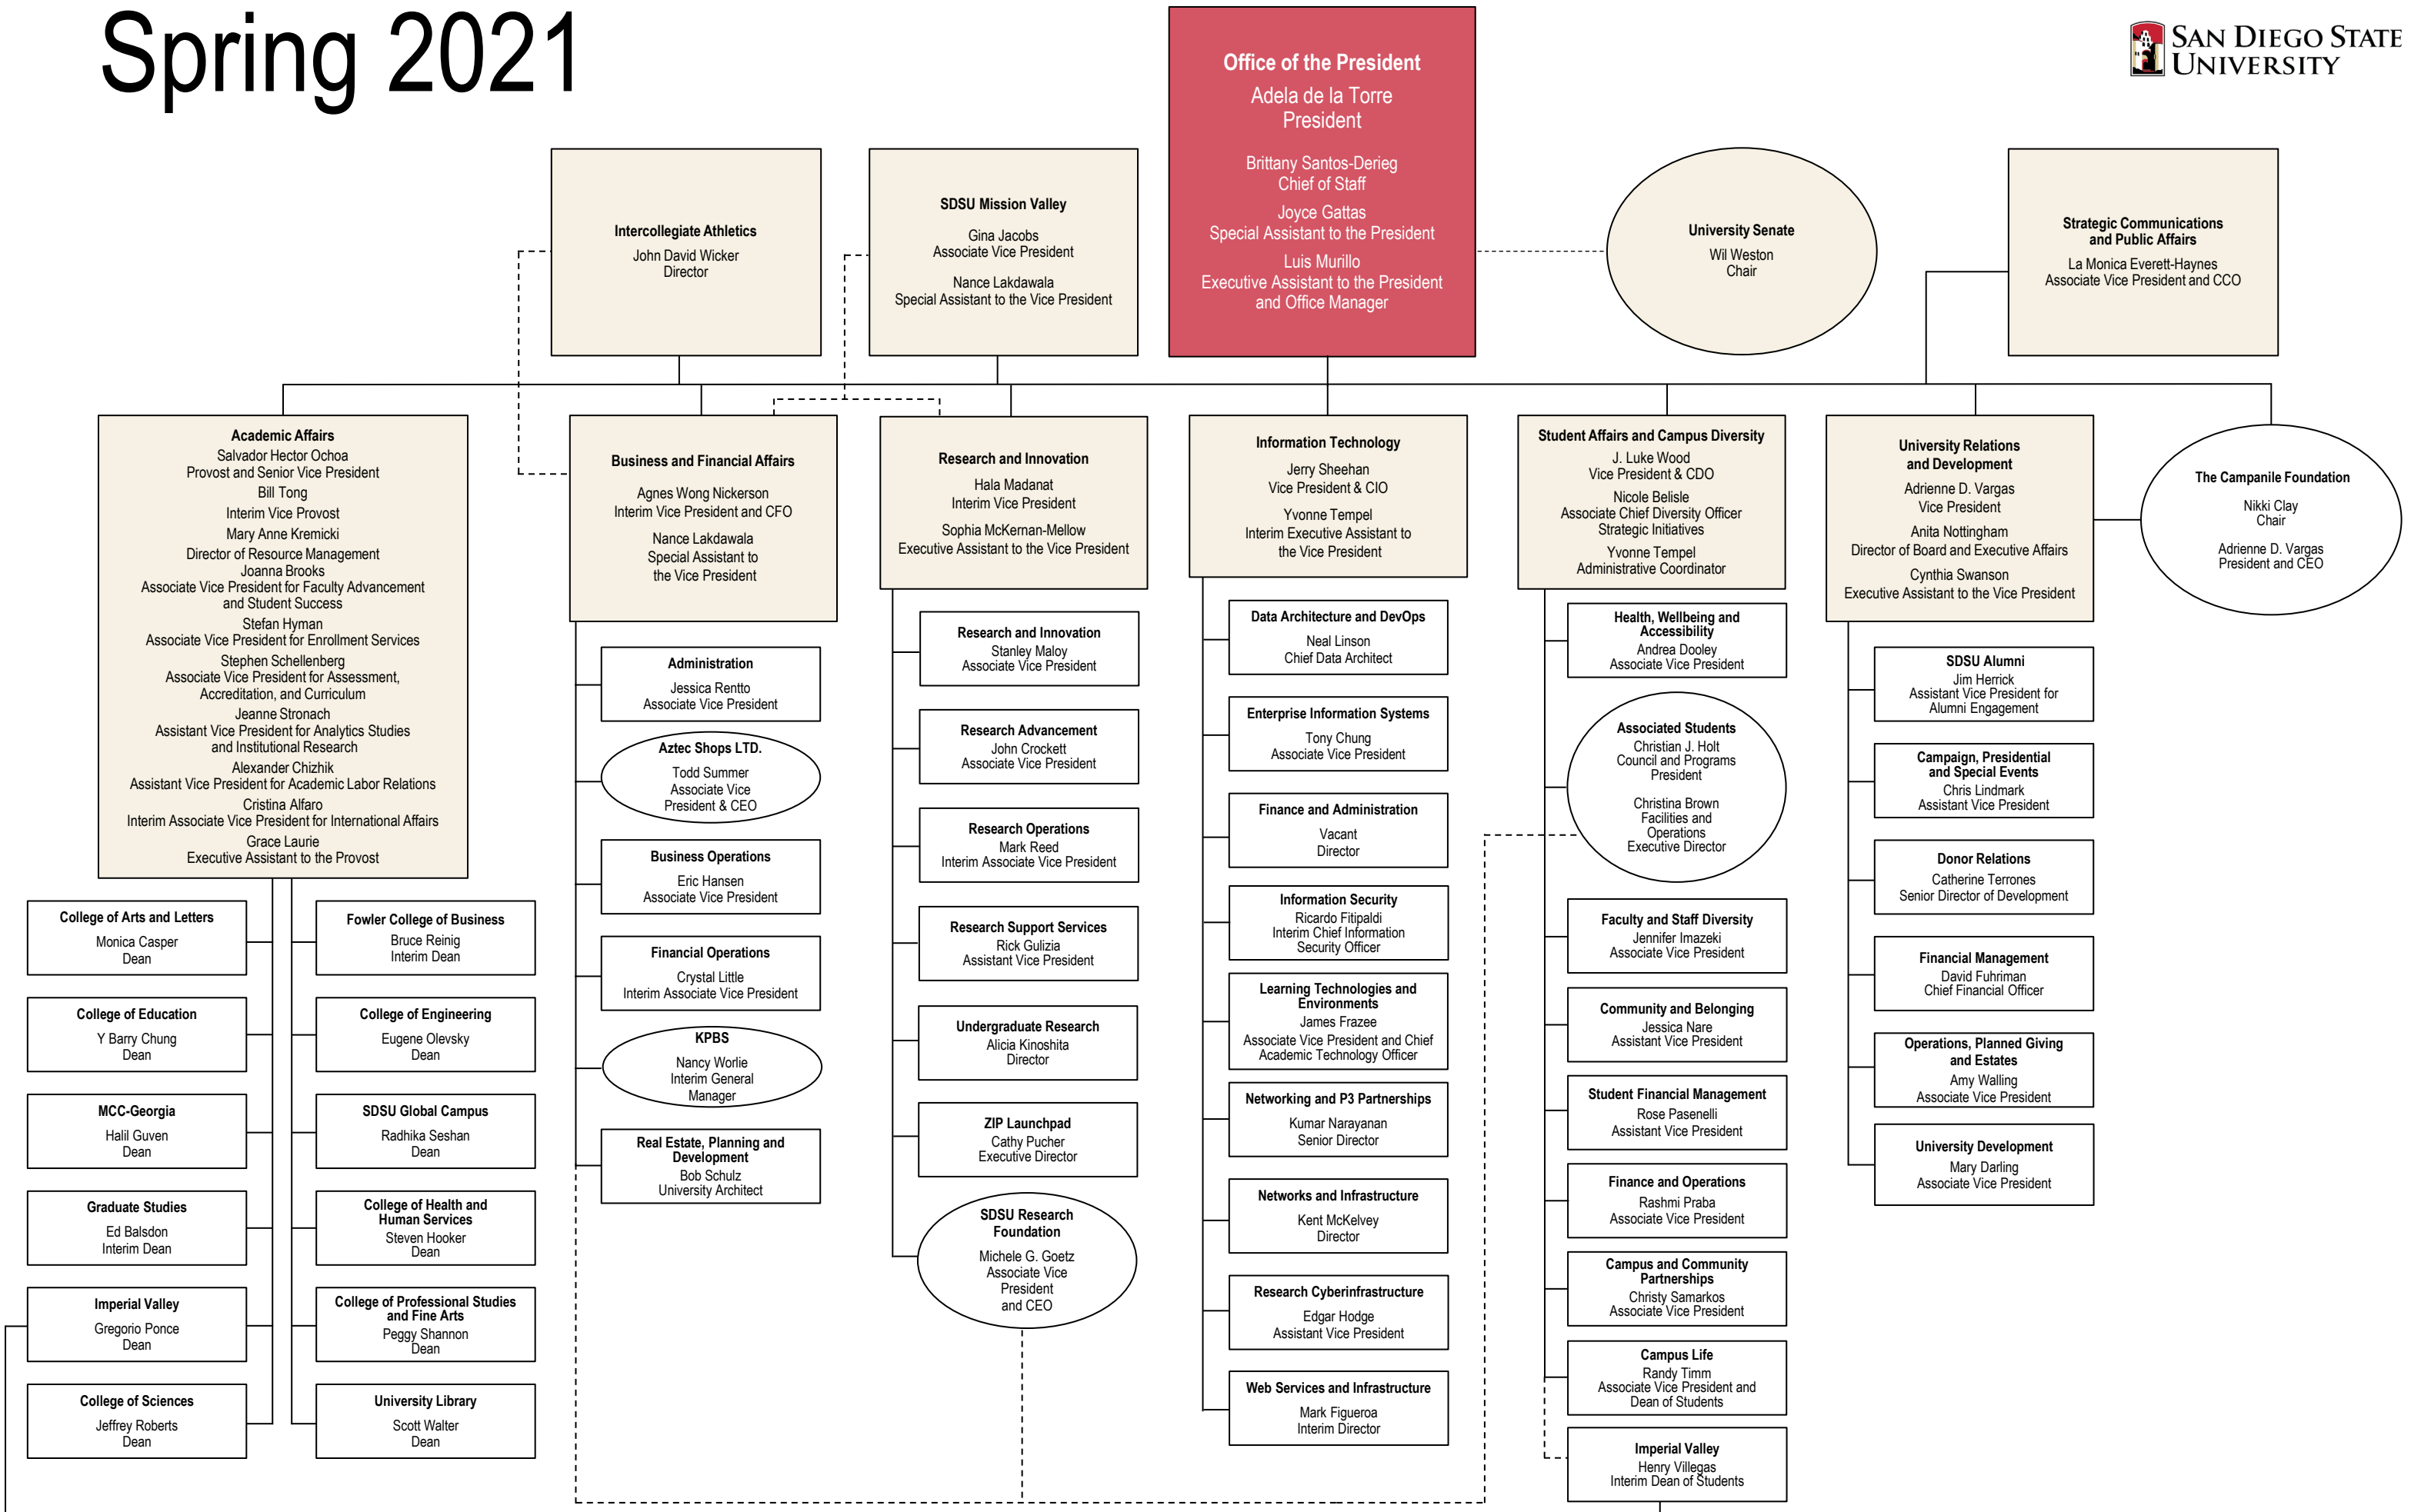 Spring 2021
SAN DIEGO STATE
UNIVERSITY
Office of the President
Adela de la Torre
President
Brittany Santos-Derieg
Chief of Staff
Joyce Gattas
Special Assistant to the President
Luis Murillo
Executive Assistant to the President
and Office Manager
Intercollegiate Athletics
John David Wicker
Director
SDSU Mission Valley
Gina Jacobs
Associate Vice President
Nance Lakdawala
Special Assistant to the Vice President
University Senate
Wil Weston
Chair
Strategic Communications
and Public Affairs
La Monica Everett-Haynes
Associate Vice President and CCO
Academic Affairs
Salvador Hector Ochoa
Provost and Senior Vice President
Bill Tong
Interim Vice Provost
Mary Anne Kremicki
Director of Resource Management
Joanna Brooks
Associate Vice President for Faculty Advancement
and Student Success
Stefan Hyman
Associate Vice President for Enrollment Services
Stephen Schellenberg
Associate Vice President for Assessment,
Accreditation, and Curriculum
Jeanne Stronach
Assistant Vice President for Analytics Studies
and Institutional Research
Alexander Chizhik
Assistant Vice President for Academic Labor Relations
Cristina Alfaro
Interim Associate Vice President for International Affairs
Grace Laurie
Executive Assistant to the Provost
College of Arts and Letters
Monica Casper
Dean
College of Education
Y Barry Chung
Dean
MCC-Georgia
Halil Guven
Dean
Graduate Studies
Ed Balsdon
Interim Dean
Imperial Valley
Gregorio Ponce
Dean
College of Sciences
Jeffrey Roberts
Dean
Fowler College of Business
Bruce Reinig
Interim Dean
College of Engineering
Eugene Olevsky
Dean
SDSU Global Campus
Radhika Seshan
Dean
College of Health and
Human Services
Steven Hooker
Dean
College of Professional Studies
and Fine Arts
Peggy Shannon
Dean
University Library
Scott Walter
Dean
Business and Financial Affairs
Agnes Wong Nickerson
Interim Vice President and CFO
Nance Lakdawala
Special Assistant to
the Vice President
Administration
Jessica Rentto
Associate Vice President
Aztec Shops LTD.
Todd Summer
Associate Vice
President & CEO
Business Operations
Eric Hansen
Associate Vice President
Financial Operations
Crystal Little
Interim Associate Vice President
KPBS
Nancy Worlie
Interim General
Manager
Real Estate, Planning and
Development
Bob Schulz
University Architect
Research and Innovation
Hala Madanat
Interim Vice President
Sophia McKernan-Mellow
Executive Assistant to the Vice President
Research and Innovation
Stanley Maloy
Associate Vice President
Research Advancement
John Crockett
Associate Vice President
Research Operations
Mark Reed
Interim Associate Vice President
Research Support Services
Rick Gulizia
Assistant Vice President
Undergraduate Research
Alicia Kinoshita
Director
ZIP Launchpad
Cathy Pucher
Executive Director
SDSU Research
Foundation
Michele G. Goetz
Associate Vice
President
and CEO
Information Technology
Jerry Sheehan
Vice President & CIO
Yvonne Tempel
Interim Executive Assistant to
the Vice President
Data Architecture and DevOps
Neal Linson
Chief Data Architect
Enterprise Information Systems
Tony Chung
Associate Vice President
Finance and Administration
Vacant
Director
Information Security
Ricardo Fitipaldi
Interim Chief Information
Security Officer
Learning Technologies and
Environments
James Frazee
Associate Vice President and Chief
Academic Technology Officer
Networking and P3 Partnerships
Kumar Narayanan
Senior Director
Networks and Infrastructure
Kent McKelvey
Director
Research Cyberinfrastructure
Edgar Hodge
Assistant Vice President
Web Services and Infrastructure
Mark Figueroa
Interim Director
Student Affairs and Campus Diversity
J. Luke Wood
Vice President & CDO
Nicole Belisle
Associate Chief Diversity Officer
Strategic Initiatives
Yvonne Tempel
Administrative Coordinator
Health, Wellbeing and
Accessibility
Andrea Dooley
Associate Vice President
Associated Students
Christian J. Holt
Council and Programs
President
Christina Brown
Facilities and
Operations
Executive Director
Faculty and Staff Diversity
Jennifer Imazeki
Associate Vice President
Community and Belonging
Jessica Nare
Assistant Vice President
Student Financial Management
Rose Pasenelli
Assistant Vice President
Finance and Operations
Rashmi Praba
Associate Vice President
Campus and Community
Partnerships
Christy Samarkos
Associate Vice President
Campus Life
Randy Timm
Associate Vice President and
Dean of Students
Imperial Valley
Henry Villegas
Interim Dean of Students
University Relations
and Development
Adrienne D. Vargas
Vice President
Anita Nottingham
Director of Board and Executive Affairs
Cynthia Swanson
Executive Assistant to the Vice President
SDSU Alumni
Jim Herrick
Assistant Vice President for
Alumni Engagement
Campaign, Presidential
and Special Events
Chris Lindmark
Assistant Vice President
Donor Relations
Catherine Terrones
Senior Director of Development
Financial Management
David Fuhriman
Chief Financial Officer
Operations, Planned Giving
and Estates
Amy Walling
Associate Vice President
University Development
Mary Darling
Associate Vice President
The Campanile Foundation
Nikki Clay
Chair
Adrienne D. Vargas
President and CEO